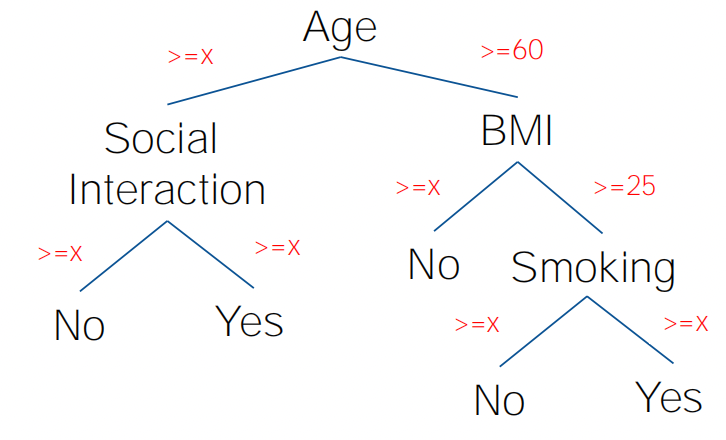 Age
>=X
>=60
Social
Interaction
BMI
>=X
>=25
>=X
>=X
No
Smoking
No
Yes
>=X
>=X
No
Yes